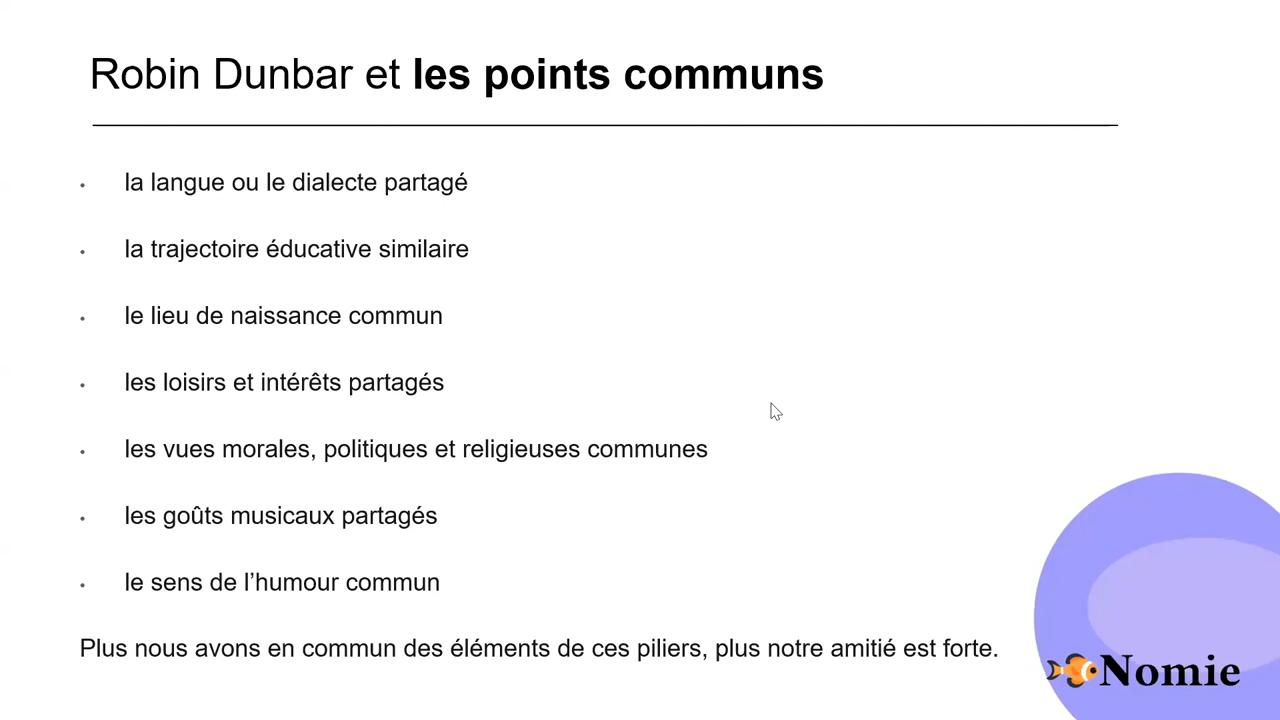 Robin Dunbar et les points communs
• la langue ou le dialecte partagé
• la trajectoire éducative similaire
• le lieu de naissance commun
• les loisirs et intérêts partagés
• les vues morales, politiques et religieuses communes
• les goûts musicaux partagés
• le sens de l’humour commun
Plus nous avons en commun des éléments de ces piliers, plus notre amitié est forte.
Nomie